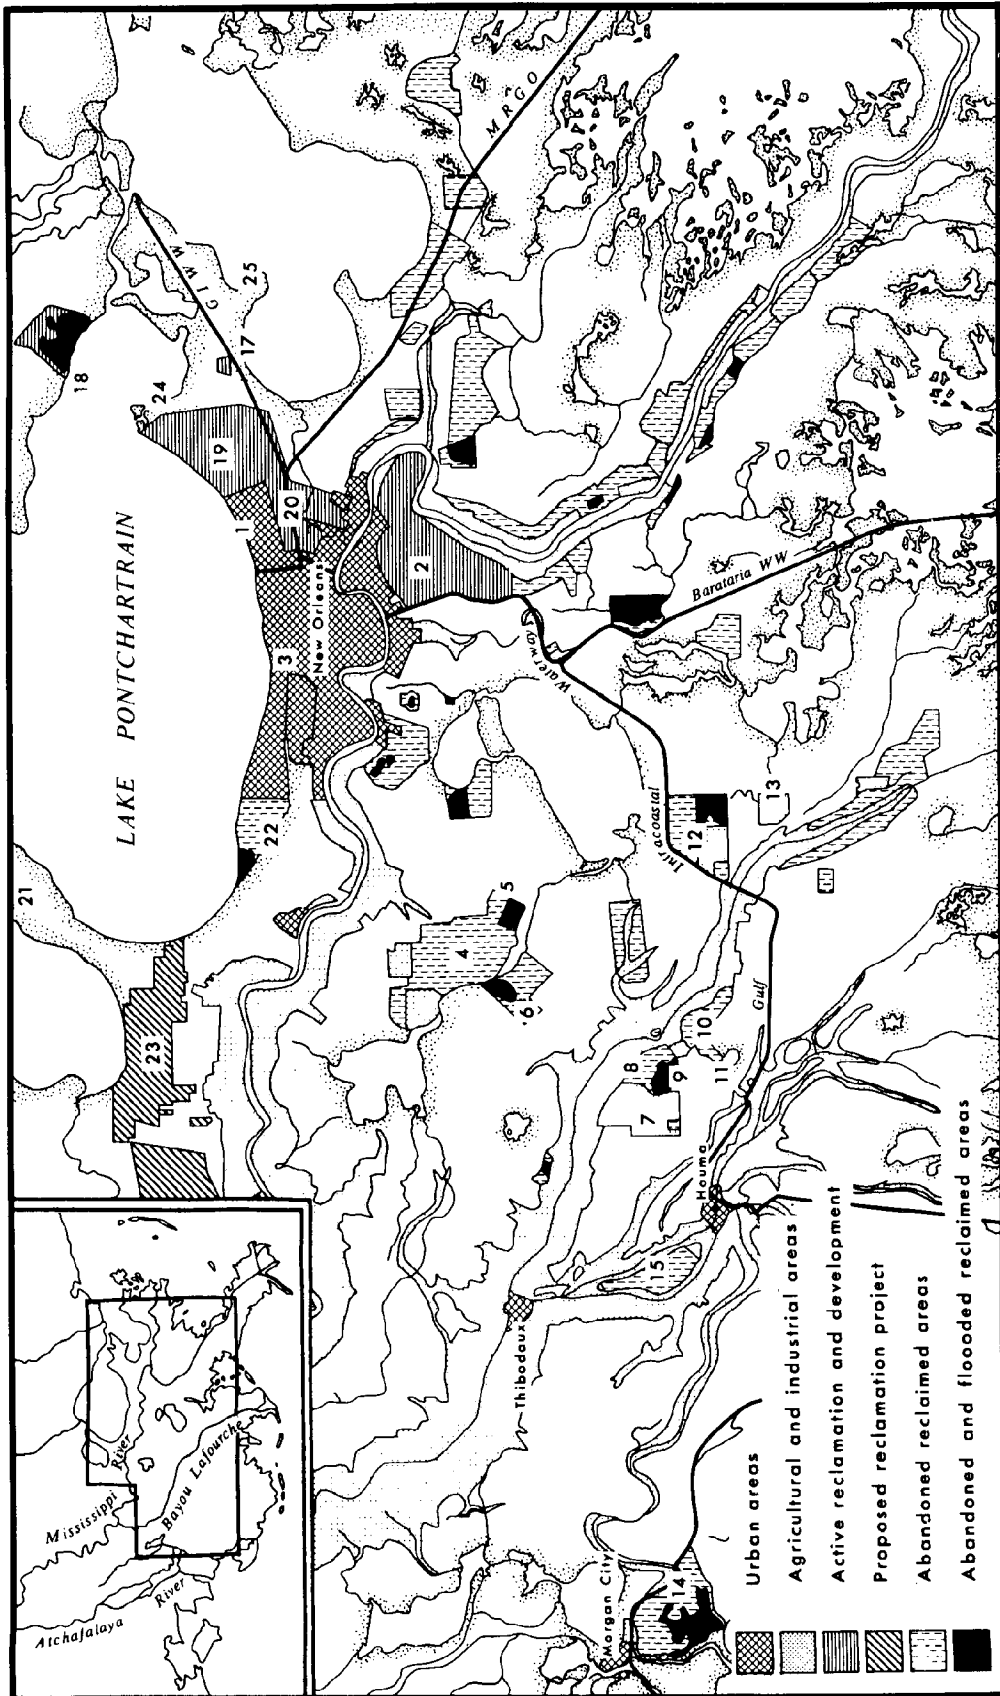 LAKE PONTCHARTRAIN
MRGO
GIWW
25
17
18
24
19
20
1
2
3
New Orleans
Waterway
Barataria WW
21
22
23
4
5
6
Intracoastal
12
13
Gulf
10
11
8
9
7
Houma
15
Thibodaux
Morgan City
14
Mississippi
River
Bayou Lafourche
Atchafalaya
River
Urban areas
Agricultural and industrial areas
Active reclamation and development
Proposed reclamation project
Abandoned reclaimed areas
Abandoned and floooded reclaimed areas